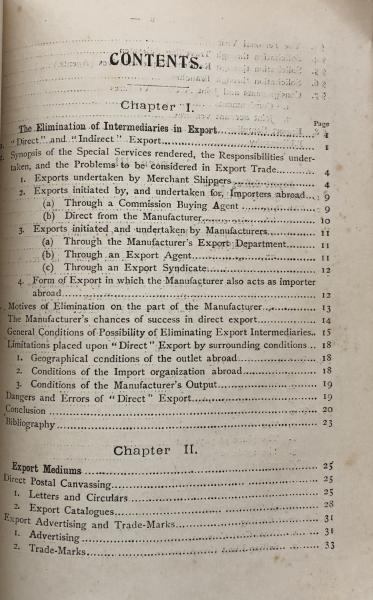 CONTENTS.
Chapter I.
Page
The Elimination of Intermediaries in Export 1
1. "Direct" and "Indirect" Export 1
2. Synopsis of the Special Services rendered, the Responsibilities under-
taken, and the Problems to be considered in Export Trade 4
1. Exports undertaken by Merchant Shippers 4
2. Exports initiated by, and undertaken for, Importers abroad 9
(a) Through a Commission Buying Agent 9
(b) Direct from the Manufacturer 10
3. Exports initiated and undertaken by Manufacturers 11
(a) Through the Manufacturer's Export Department 11
(b) Through an Export Agent 11
(c) Through an Export Syndicate 12
4. Form of Export in which the Manufacturer also acts as importer
abroad 12
Motives of Elimination on the part of the Manufacturer 13
The Manufacturer's chances of success in direct export 14
General Conditions of Possibility of Eliminating Export Intermediaries 15
Limitations placed upon "Direct" Export by surrounding conditions 18
1. Geographical conditions of the outlet abroad 18
2. Conditions of the Import organization abroad 18
3. Conditions of the Manufacturer's Output 19
Dangers and Errors of "Direct" Export 19
Conclusion 20
Bibliography 23
Chapter II.
Export Mediums 25
Direct Postal Canvassing 25
1. Letters and Circulars 25
2. Export Catalogues 28
Export Advertising and Trade-Marks 31
1. Advertising 31
2. Trade-Marks 33